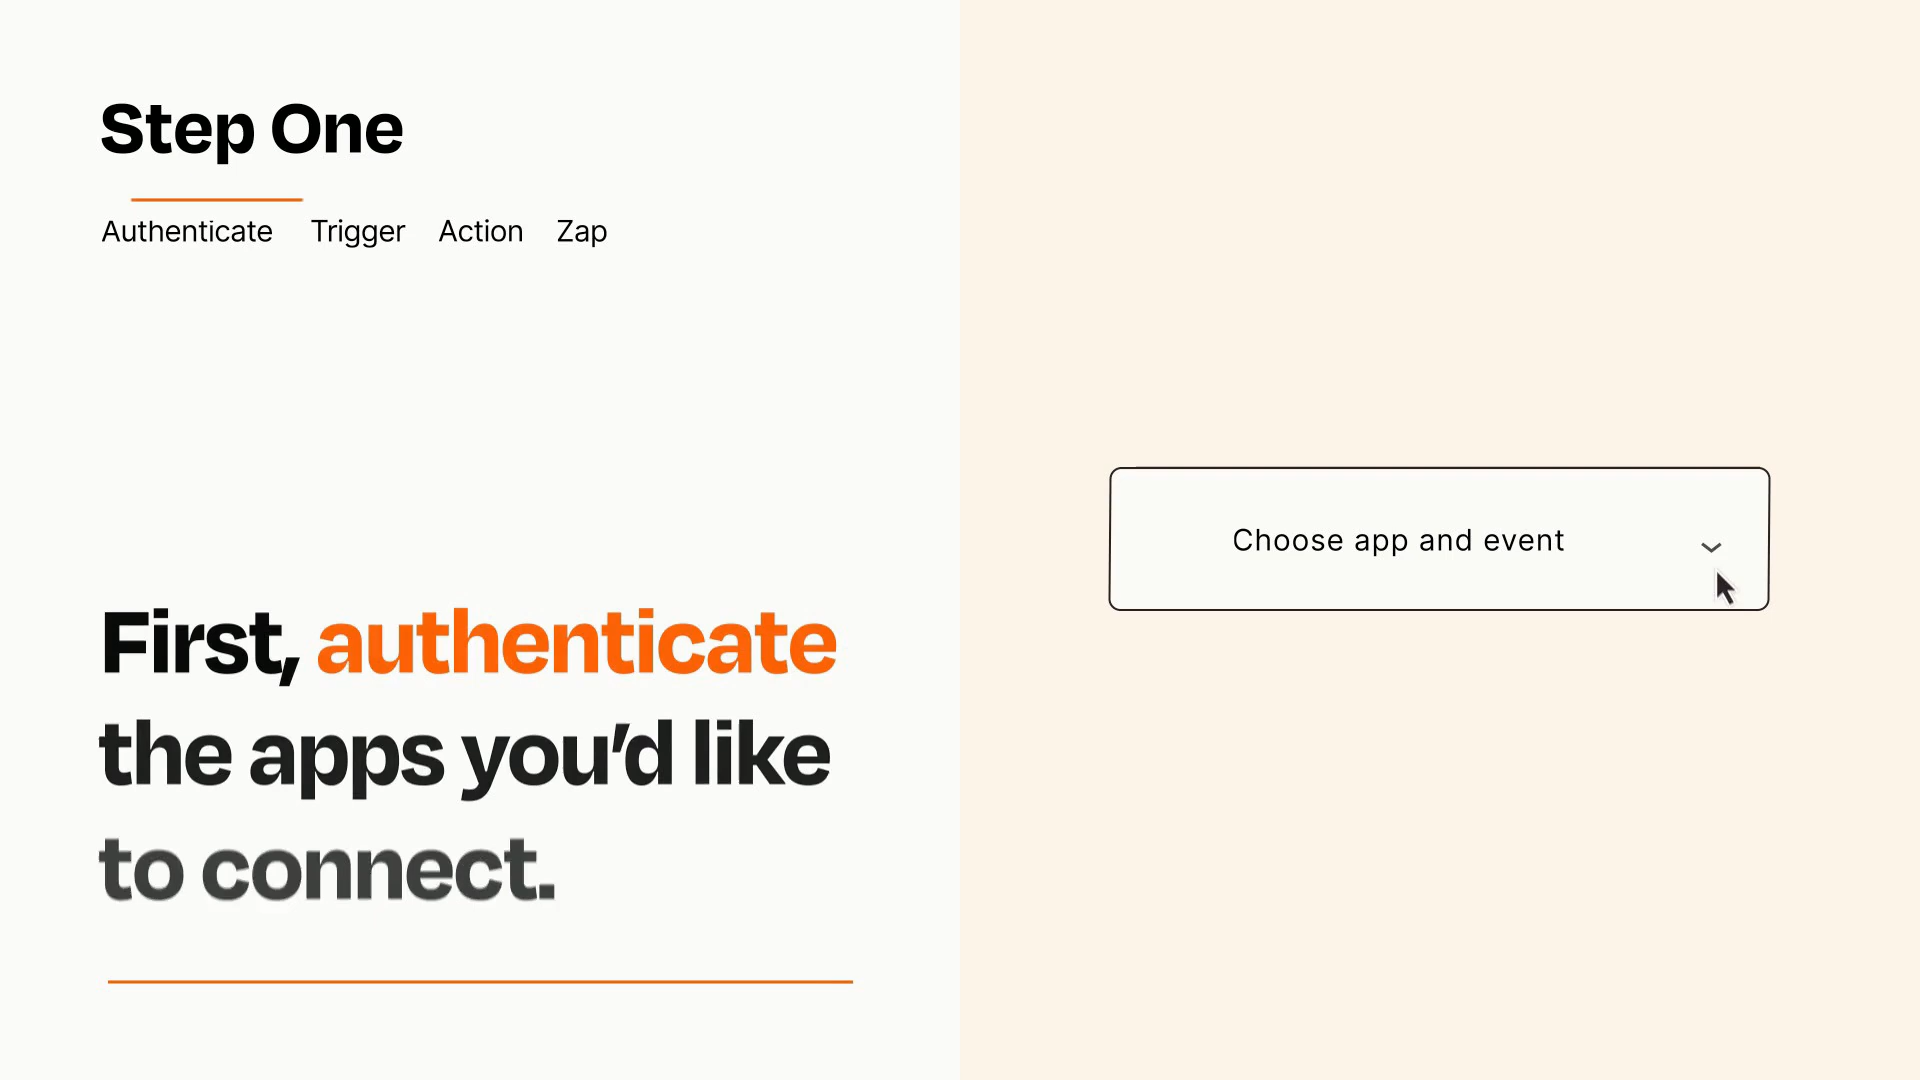 Step One
Authenticate Trigger Action Zap
First, authenticate
the apps you’d like
to connect.
Choose app and event